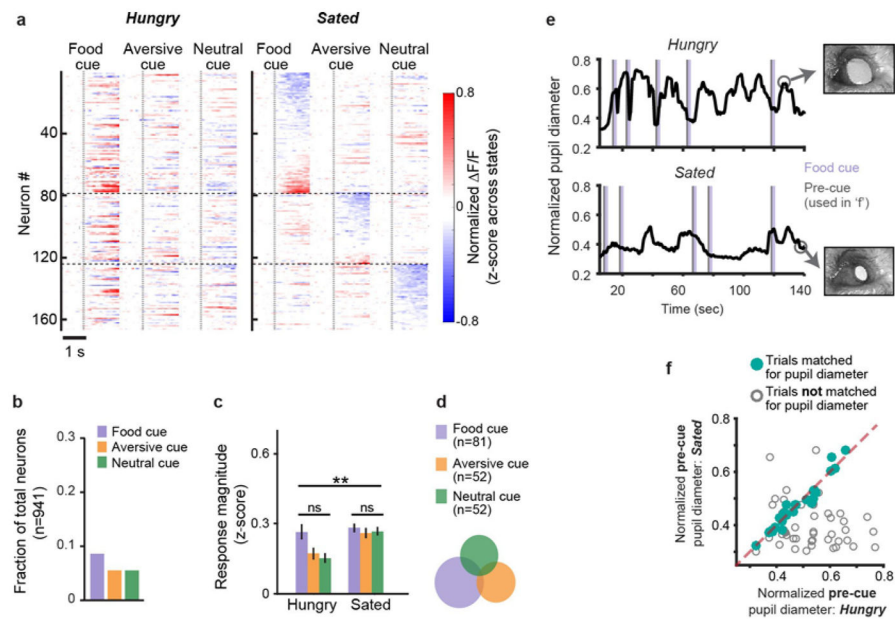 a
Hungry
Sated
Food cue
Aversive cue
Neutral cue
Food cue
Aversive cue
Neutral cue
Neuron #
40
80
120
160
1 s
0.8
0
-0.8
Normalized ΔF/F
(z-score across states)
b
Food cue
Aversive cue
Neutral cue
Fraction of total neurons
(n=941)
0.3
0.2
0.1
0
c
Response magnitude
(z-score)
0.6
0.3
0
**
ns
ns
Hungry
Sated
d
Food cue
(n=81)
Aversive cue
(n=52)
Neutral cue
(n=52)
e
Hungry
Normalized pupil diameter
0.8
0.6
0.4
0.2
Sated
0.8
0.6
0.4
0.2
20
60
100
140
Time (sec)
Food cue
Pre-cue
(used in 'f')
f
Trials matched
for pupil diameter
Trials not matched
for pupil diameter
Normalized pre-cue
pupil diameter: Sated
0.8
0.6
0.4
0.4
0.6
0.8
Normalized pre-cue
pupil diameter: Hungry